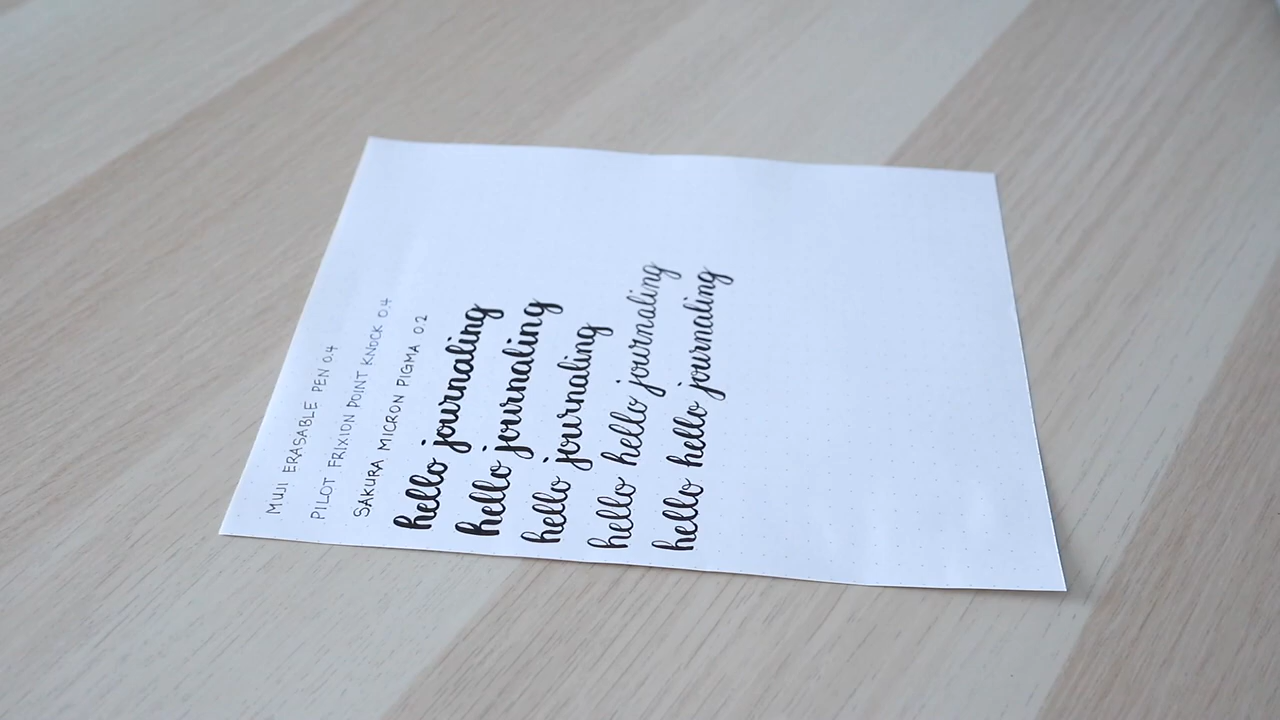 MUJI ERASABLE PEN 0.4
PILOT FRIXION POINT KNOCK 0.4
SAKURA MICRON PIGMA 0.2
hello journaling
hello journaling
hello journaling
hello hello journaling
hello hello journaling